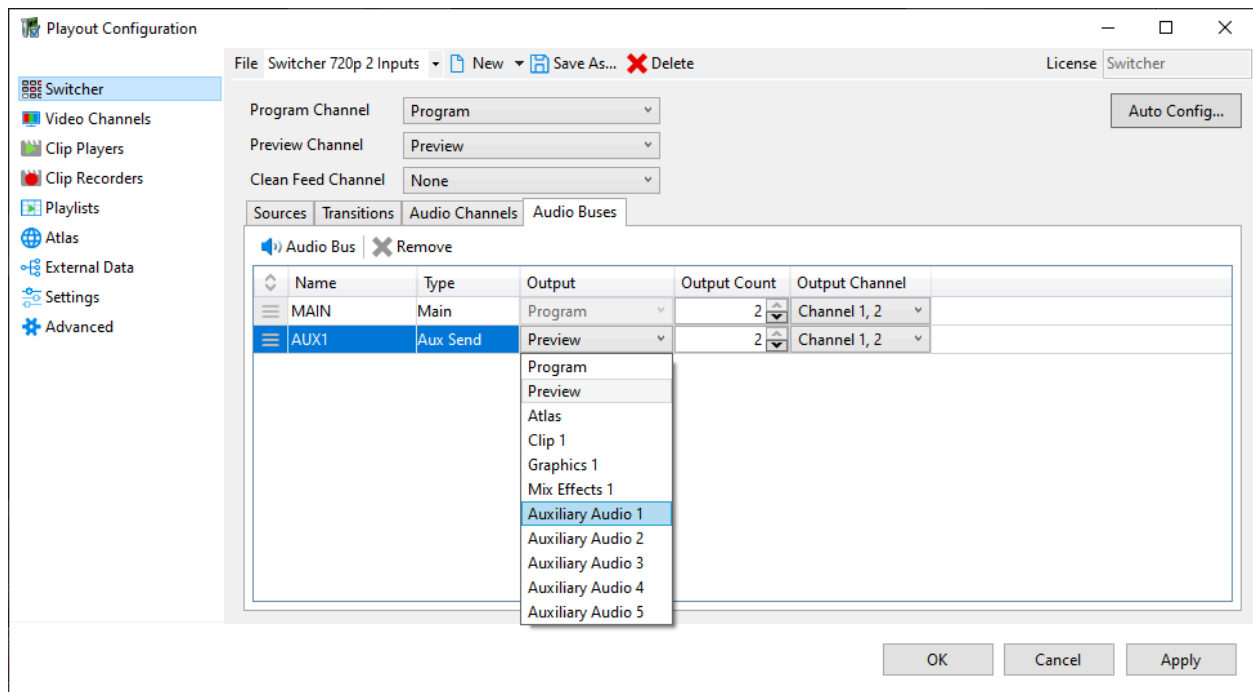 Playout Configuration
File Switcher 720p 2 Inputs New Save As... Delete License Switcher
Switcher
Video Channels
Clip Players
Clip Recorders
Playlists
Atlas
External Data
Settings
Advanced
Program Channel Program Auto Config...
Preview Channel Preview
Clean Feed Channel None
Sources Transitions Audio Channels Audio Buses
Audio Bus Remove
Name Type Output Output Count Output Channel
MAIN Main Program 2 Channel 1, 2
AUX1 Aux Send Preview 2 Channel 1, 2
Program
Preview
Atlas
Clip 1
Graphics 1
Mix Effects 1
Auxiliary Audio 1
Auxiliary Audio 2
Auxiliary Audio 3
Auxiliary Audio 4
Auxiliary Audio 5
OK Cancel Apply